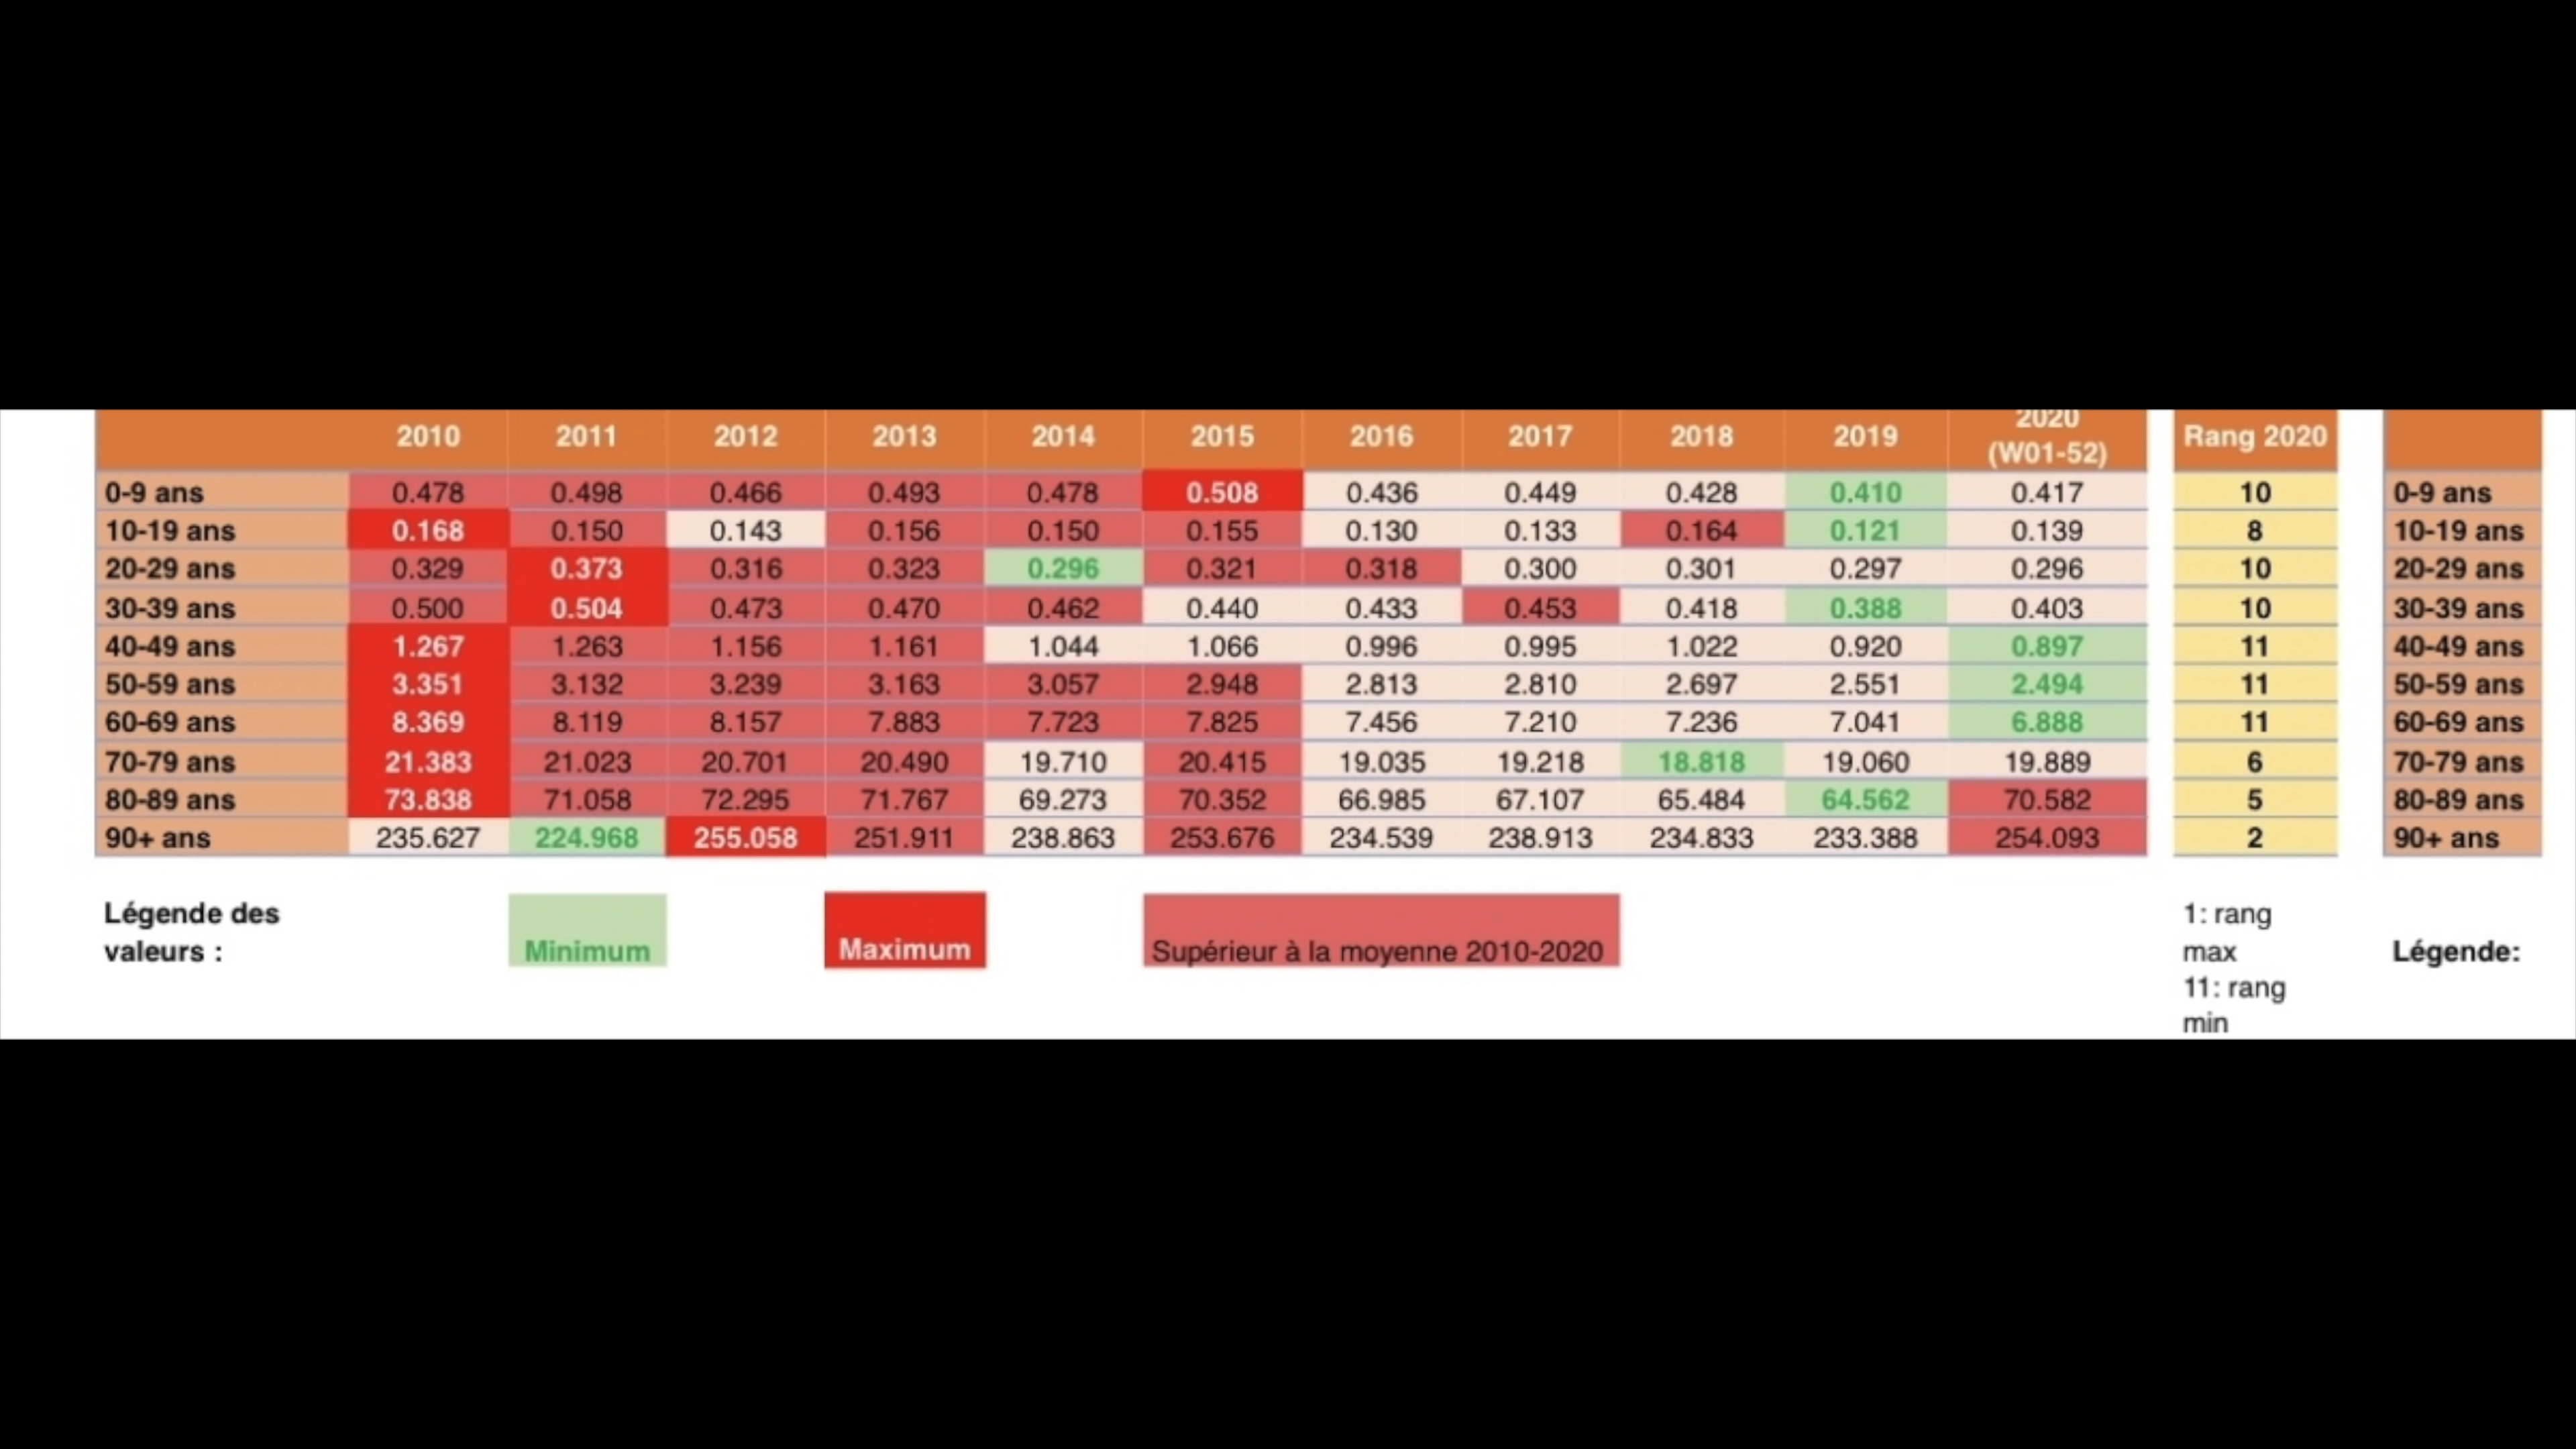 2010 2011 2012 2013 2014 2015 2016 2017 2018 2019 2020 (W01-52) Rang 2020
0-9 ans 0.478 0.498 0.466 0.493 0.478 0.508 0.436 0.449 0.428 0.410 0.417 10 0-9 ans
10-19 ans 0.168 0.150 0.143 0.156 0.150 0.155 0.130 0.133 0.164 0.121 0.139 8 10-19 ans
20-29 ans 0.329 0.373 0.316 0.323 0.296 0.321 0.318 0.300 0.301 0.297 0.296 10 20-29 ans
30-39 ans 0.500 0.504 0.473 0.470 0.462 0.440 0.433 0.453 0.418 0.388 0.403 10 30-39 ans
40-49 ans 1.267 1.263 1.156 1.161 1.044 1.066 0.996 0.995 1.022 0.920 0.897 11 40-49 ans
50-59 ans 3.351 3.132 3.239 3.163 3.057 2.948 2.813 2.810 2.697 2.551 2.494 11 50-59 ans
60-69 ans 8.369 8.119 8.157 7.883 7.723 7.825 7.456 7.210 7.236 7.041 6.888 11 60-69 ans
70-79 ans 21.383 21.023 20.701 20.490 19.710 20.415 19.035 19.218 18.818 19.060 19.889 6 70-79 ans
80-89 ans 73.838 71.058 72.295 71.767 69.273 70.352 66.985 67.107 65.484 64.562 70.582 5 80-89 ans
90+ ans 235.627 224.968 255.058 251.911 238.863 253.676 234.539 238.913 234.833 233.388 254.093 2 90+ ans
Légende des
valeurs :
Minimum
Maximum
Supérieur à la moyenne 2010-2020
1: rang
max
11: rang
min
Légende: